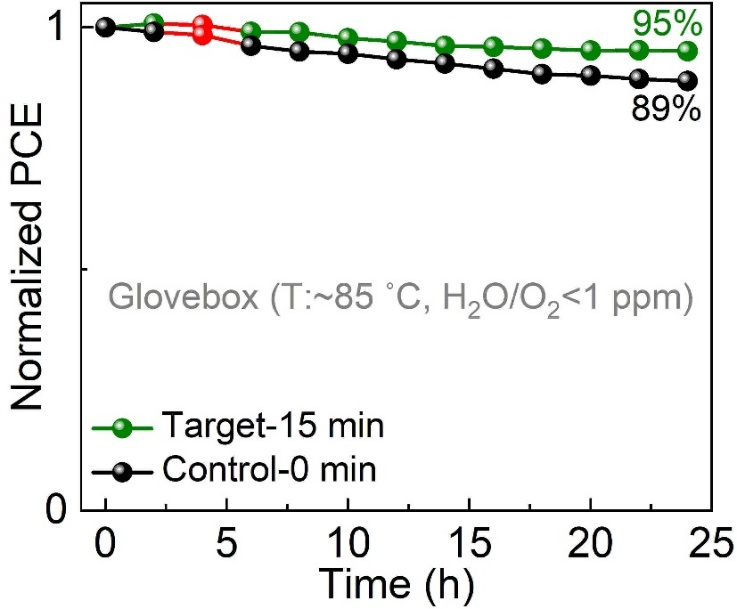 1
95%
89%
Normalized PCE
Glovebox (T:~85 ˚C, H₂O/O₂<1 ppm)
Target-15 min
Control-0 min
0
0 5 10 15 20 25
Time (h)